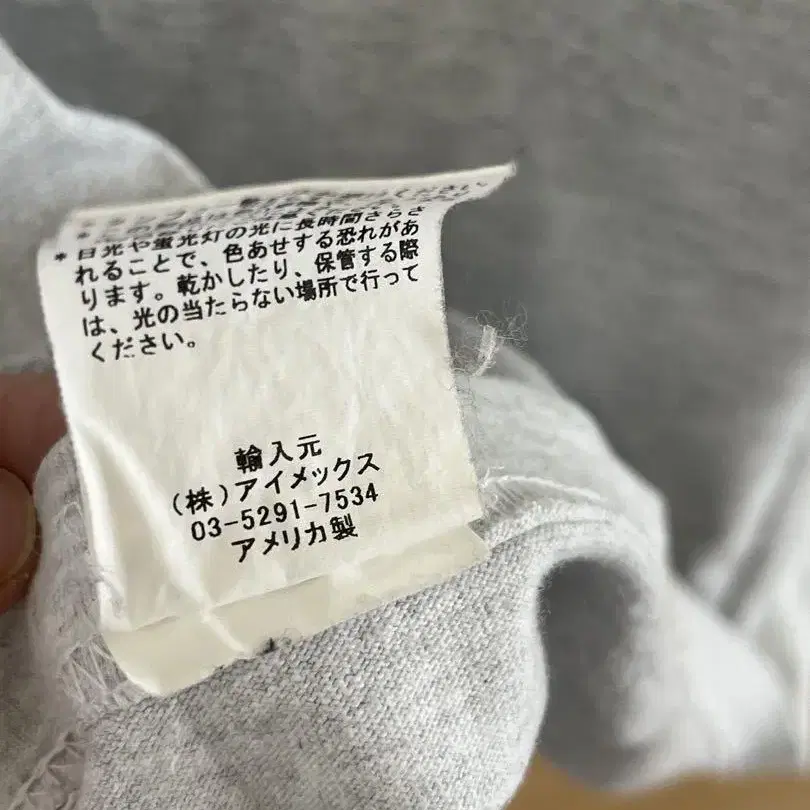 ください
* 日光や蛍光灯の光に長時間さらさ
れることで、色あせする恐れがあ
ります。乾かしたり、保管する際
は、光の当たらない場所で行って
ください。
輸入元
(株)アイメックス
03-5291-7534
アメリカ製